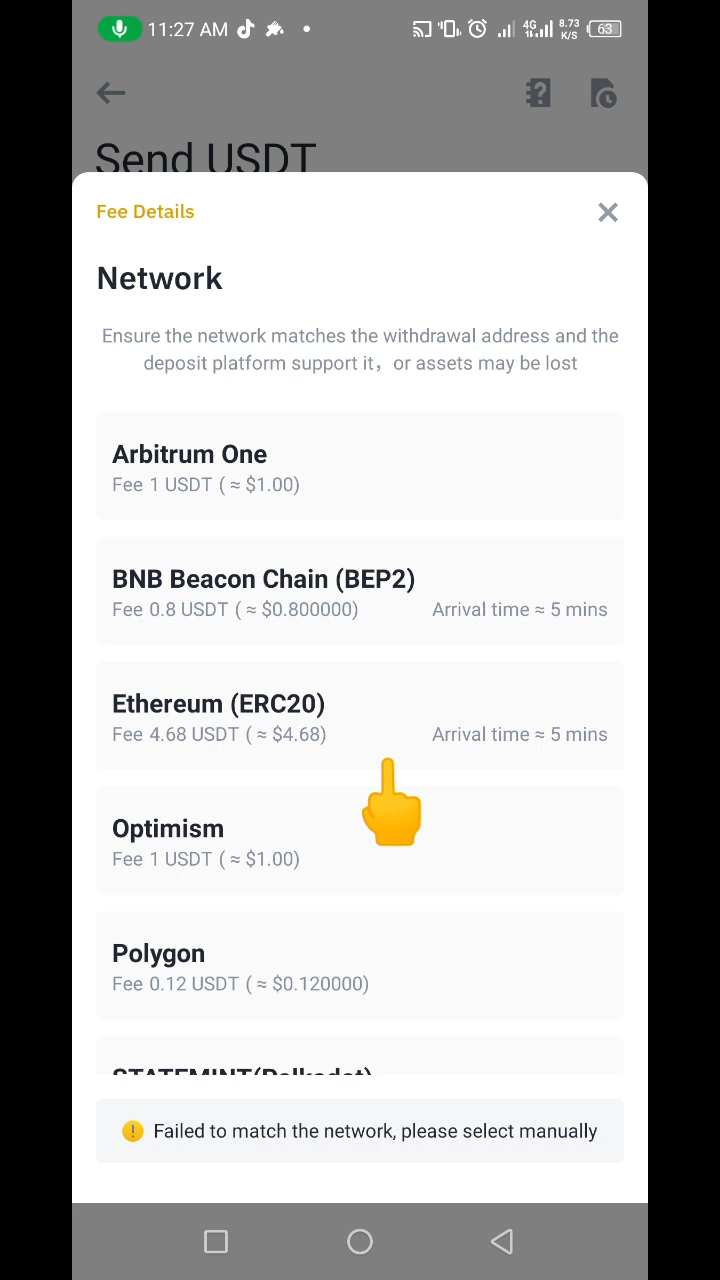 11:27 AM
4G
8.73
K/S
63
Send USDT
Fee Details
Network
Ensure the network matches the withdrawal address and the
deposit platform support it，or assets may be lost
Arbitrum One
Fee 1 USDT ( ≈ $1.00)
BNB Beacon Chain (BEP2)
Fee 0.8 USDT ( ≈ $0.800000) Arrival time ≈ 5 mins
Ethereum (ERC20)
Fee 4.68 USDT ( ≈ $4.68) Arrival time ≈ 5 mins
Optimism
Fee 1 USDT ( ≈ $1.00)
Polygon
Fee 0.12 USDT ( ≈ $0.120000)
STATEMINT(Polkadot)
Failed to match the network, please select manually